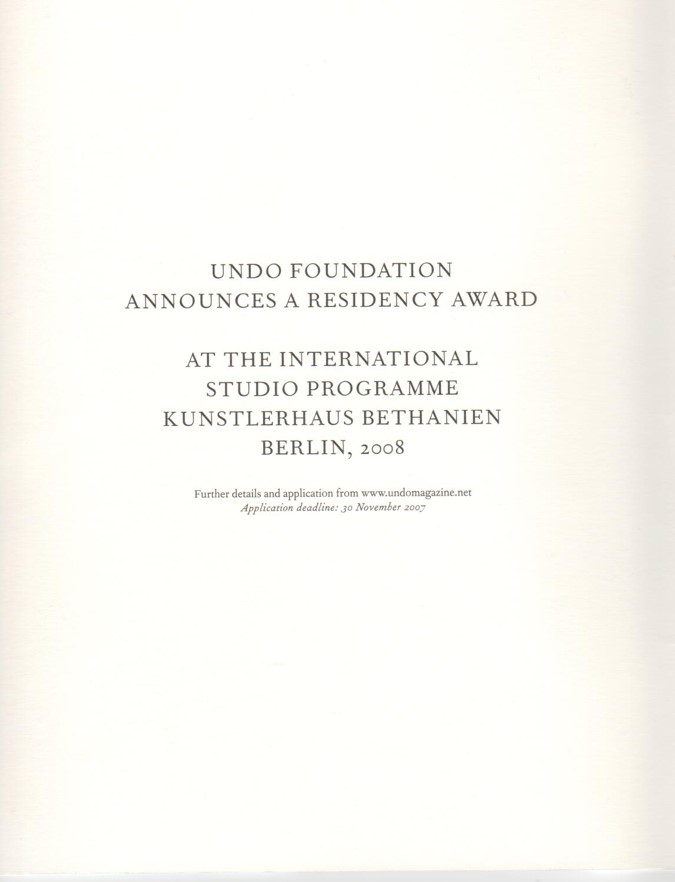 UNDO FOUNDATION
ANNOUNCES A RESIDENCY AWARD
AT THE INTERNATIONAL
STUDIO PROGRAMME
KUNSTLERHAUS BETHANIEN
BERLIN, 2008
Further details and application from www.undomagazine.net
Application deadline: 30 November 2007